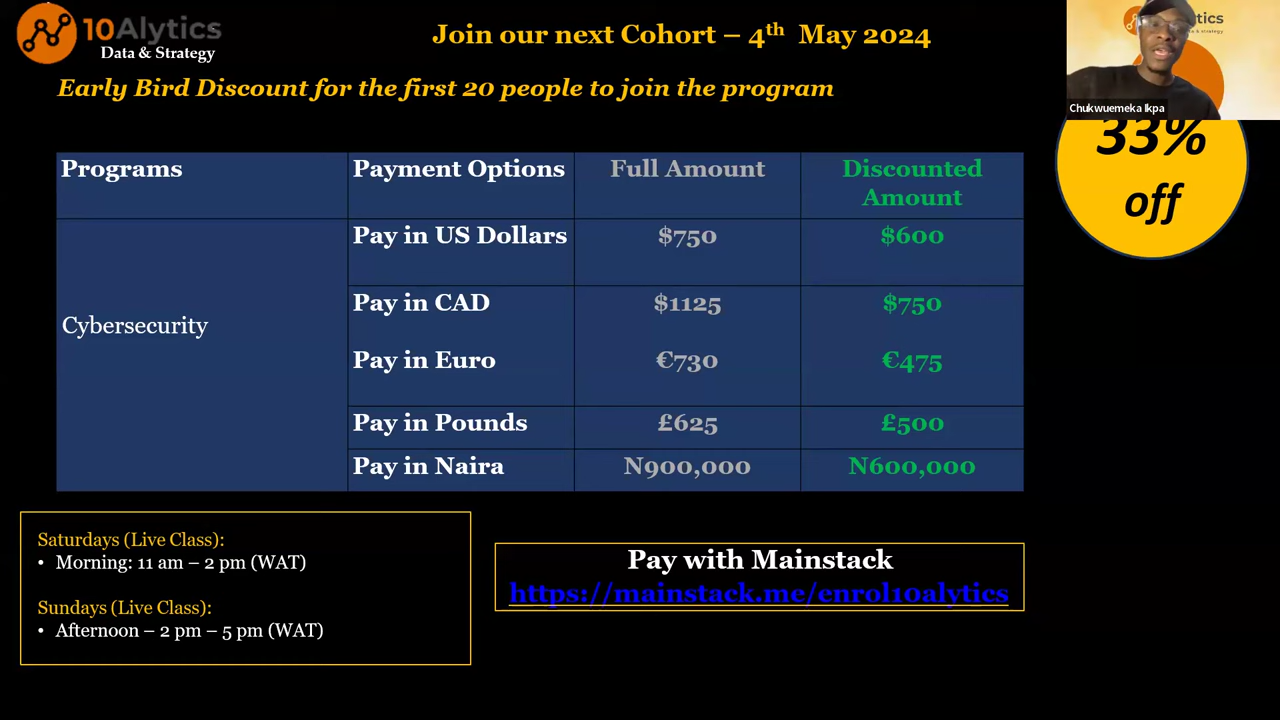 10Alytics
Data & Strategy
Join our next Cohort – 4th May 2024
Early Bird Discount for the first 20 people to join the program
Chukwuemeka Ikpa
33%
off
Programs
Payment Options
Full Amount
Discounted
Amount
Cybersecurity
Pay in US Dollars
$750
$600
Pay in CAD
$1125
$750
Pay in Euro
€730
€475
Pay in Pounds
£625
£500
Pay in Naira
N900,000
N600,000
Saturdays (Live Class):
• Morning: 11 am – 2 pm (WAT)
Sundays (Live Class):
• Afternoon – 2 pm – 5 pm (WAT)
Pay with Mainstack
https://mainstack.me/enrol10alytics